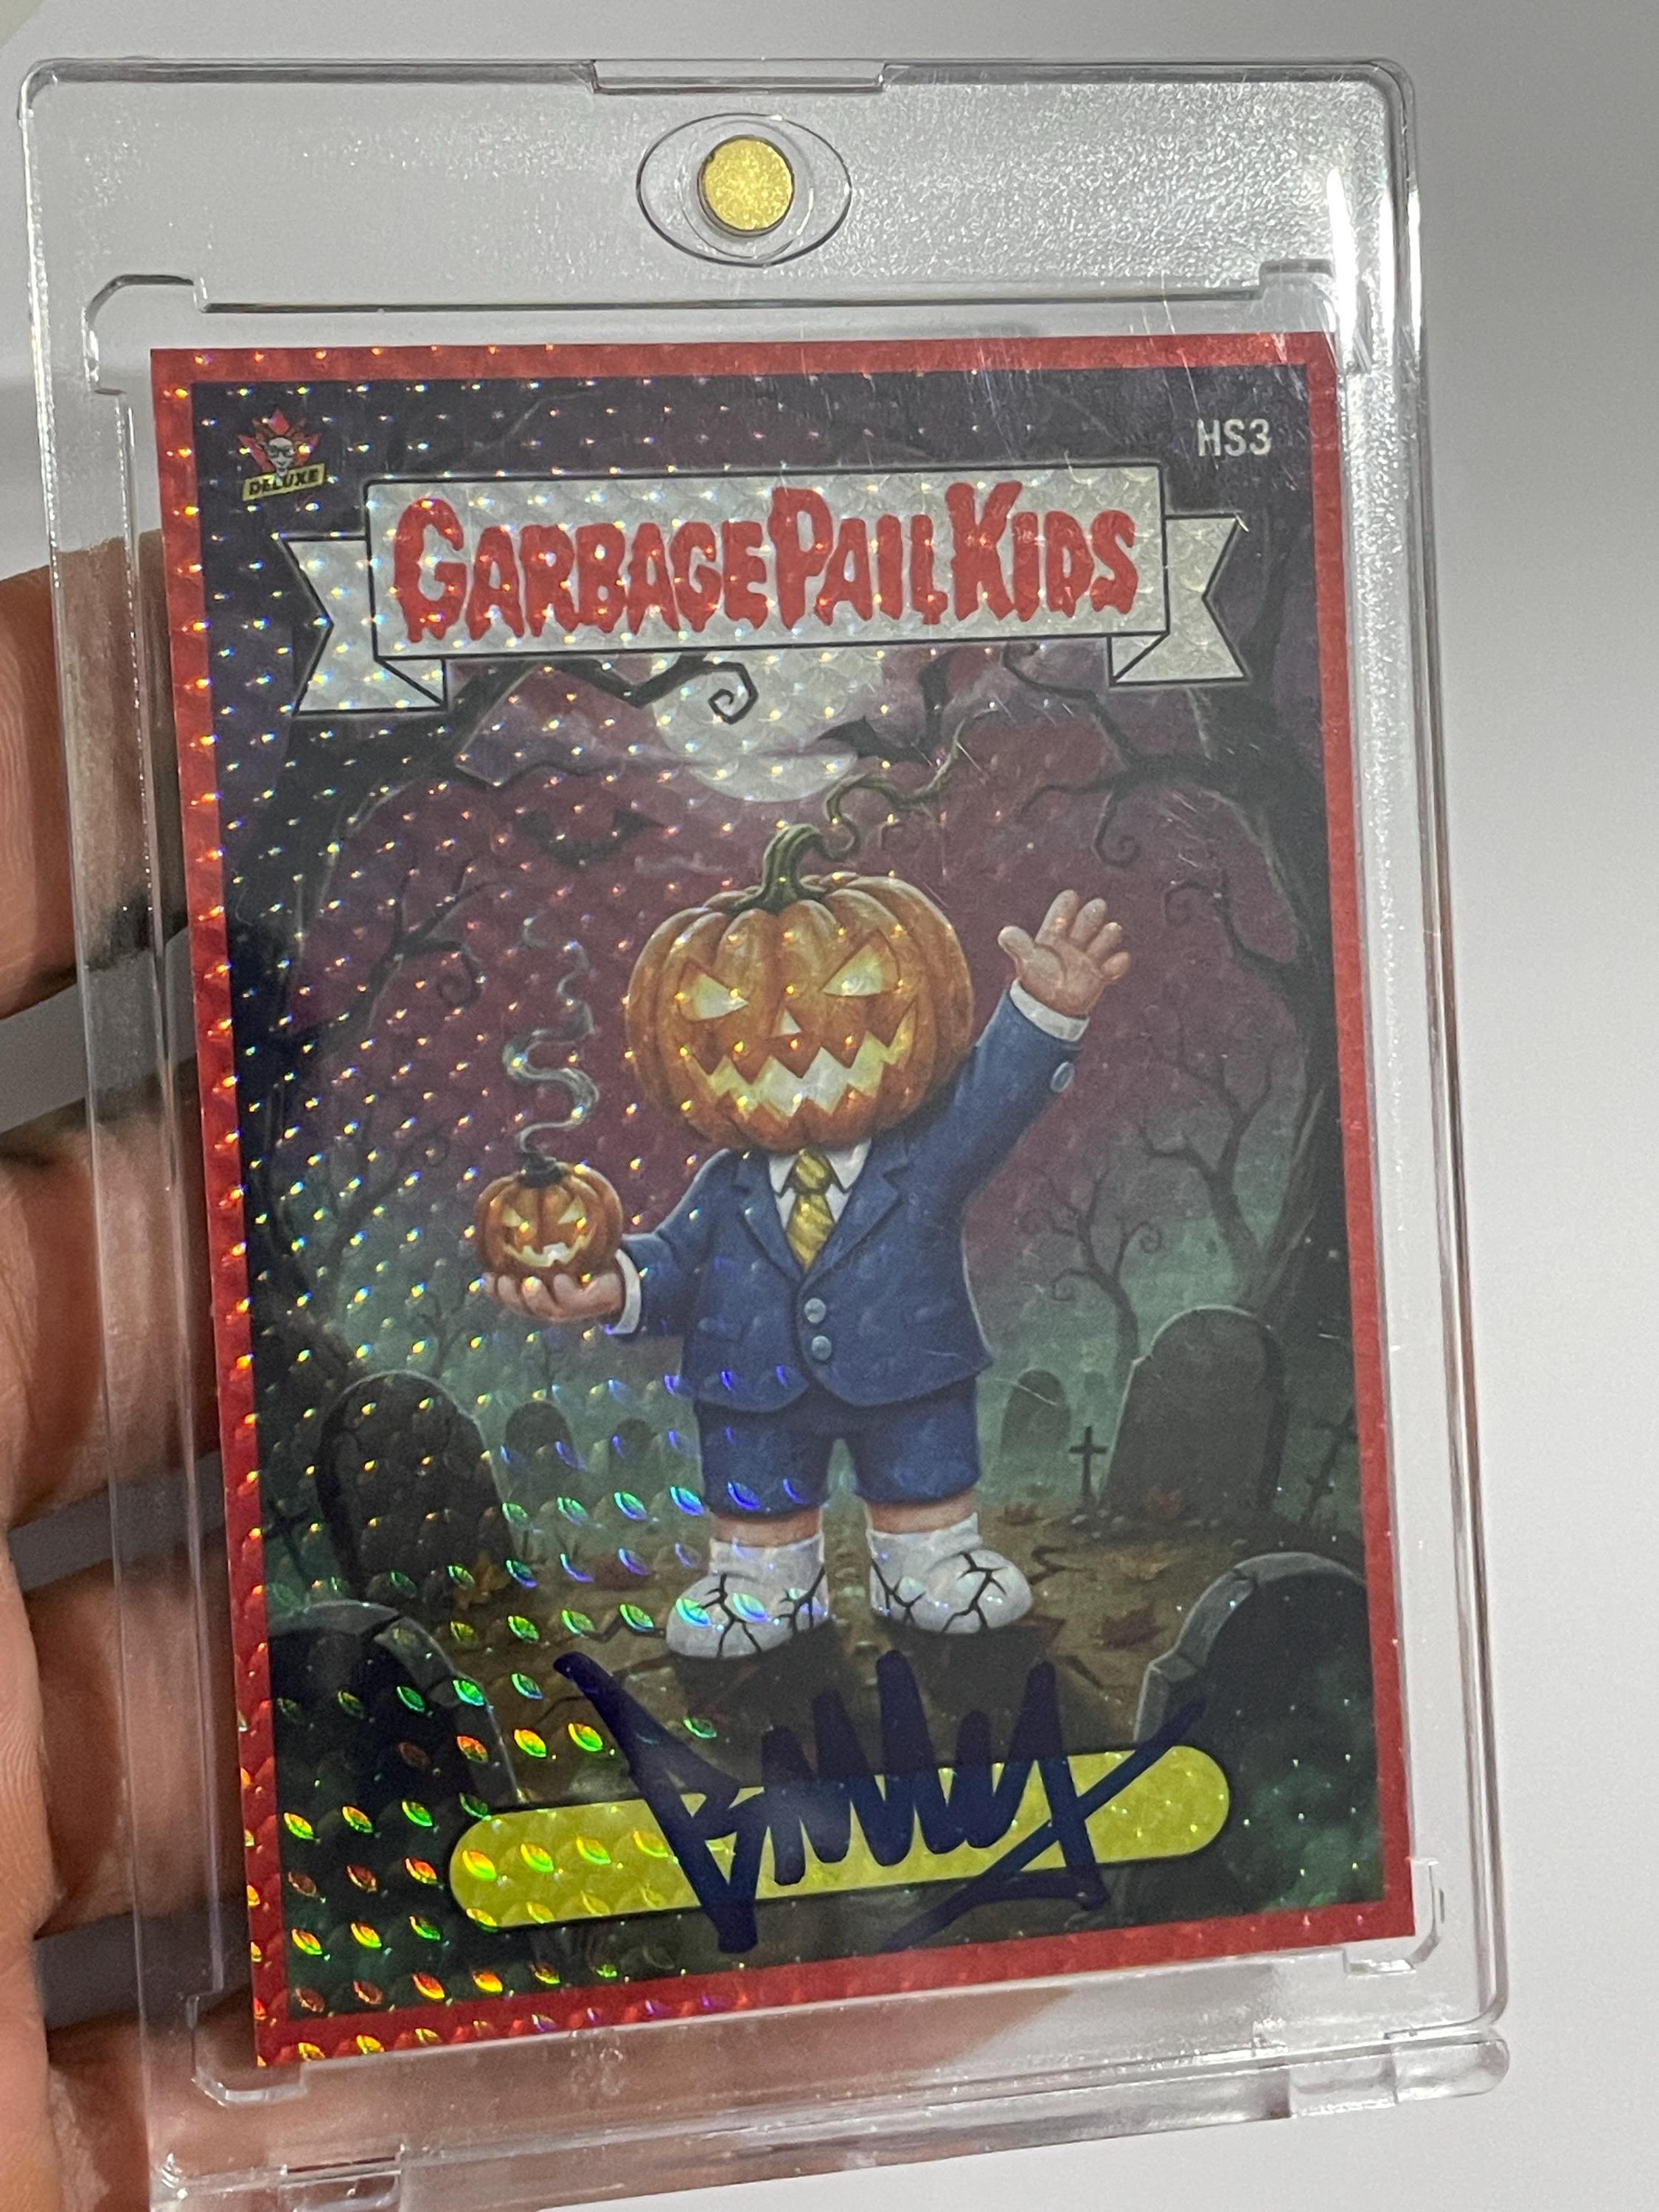 HS3
DELUXE
GARBAGE PAIL KIDS